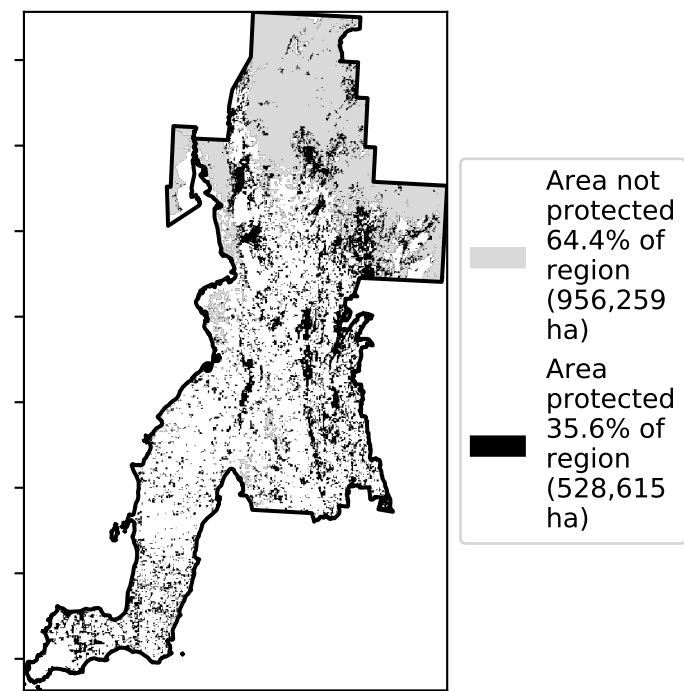 Area not
protected
64.4% of
region
(956,259
ha)
Area
protected
35.6% of
region
(528,615
ha)